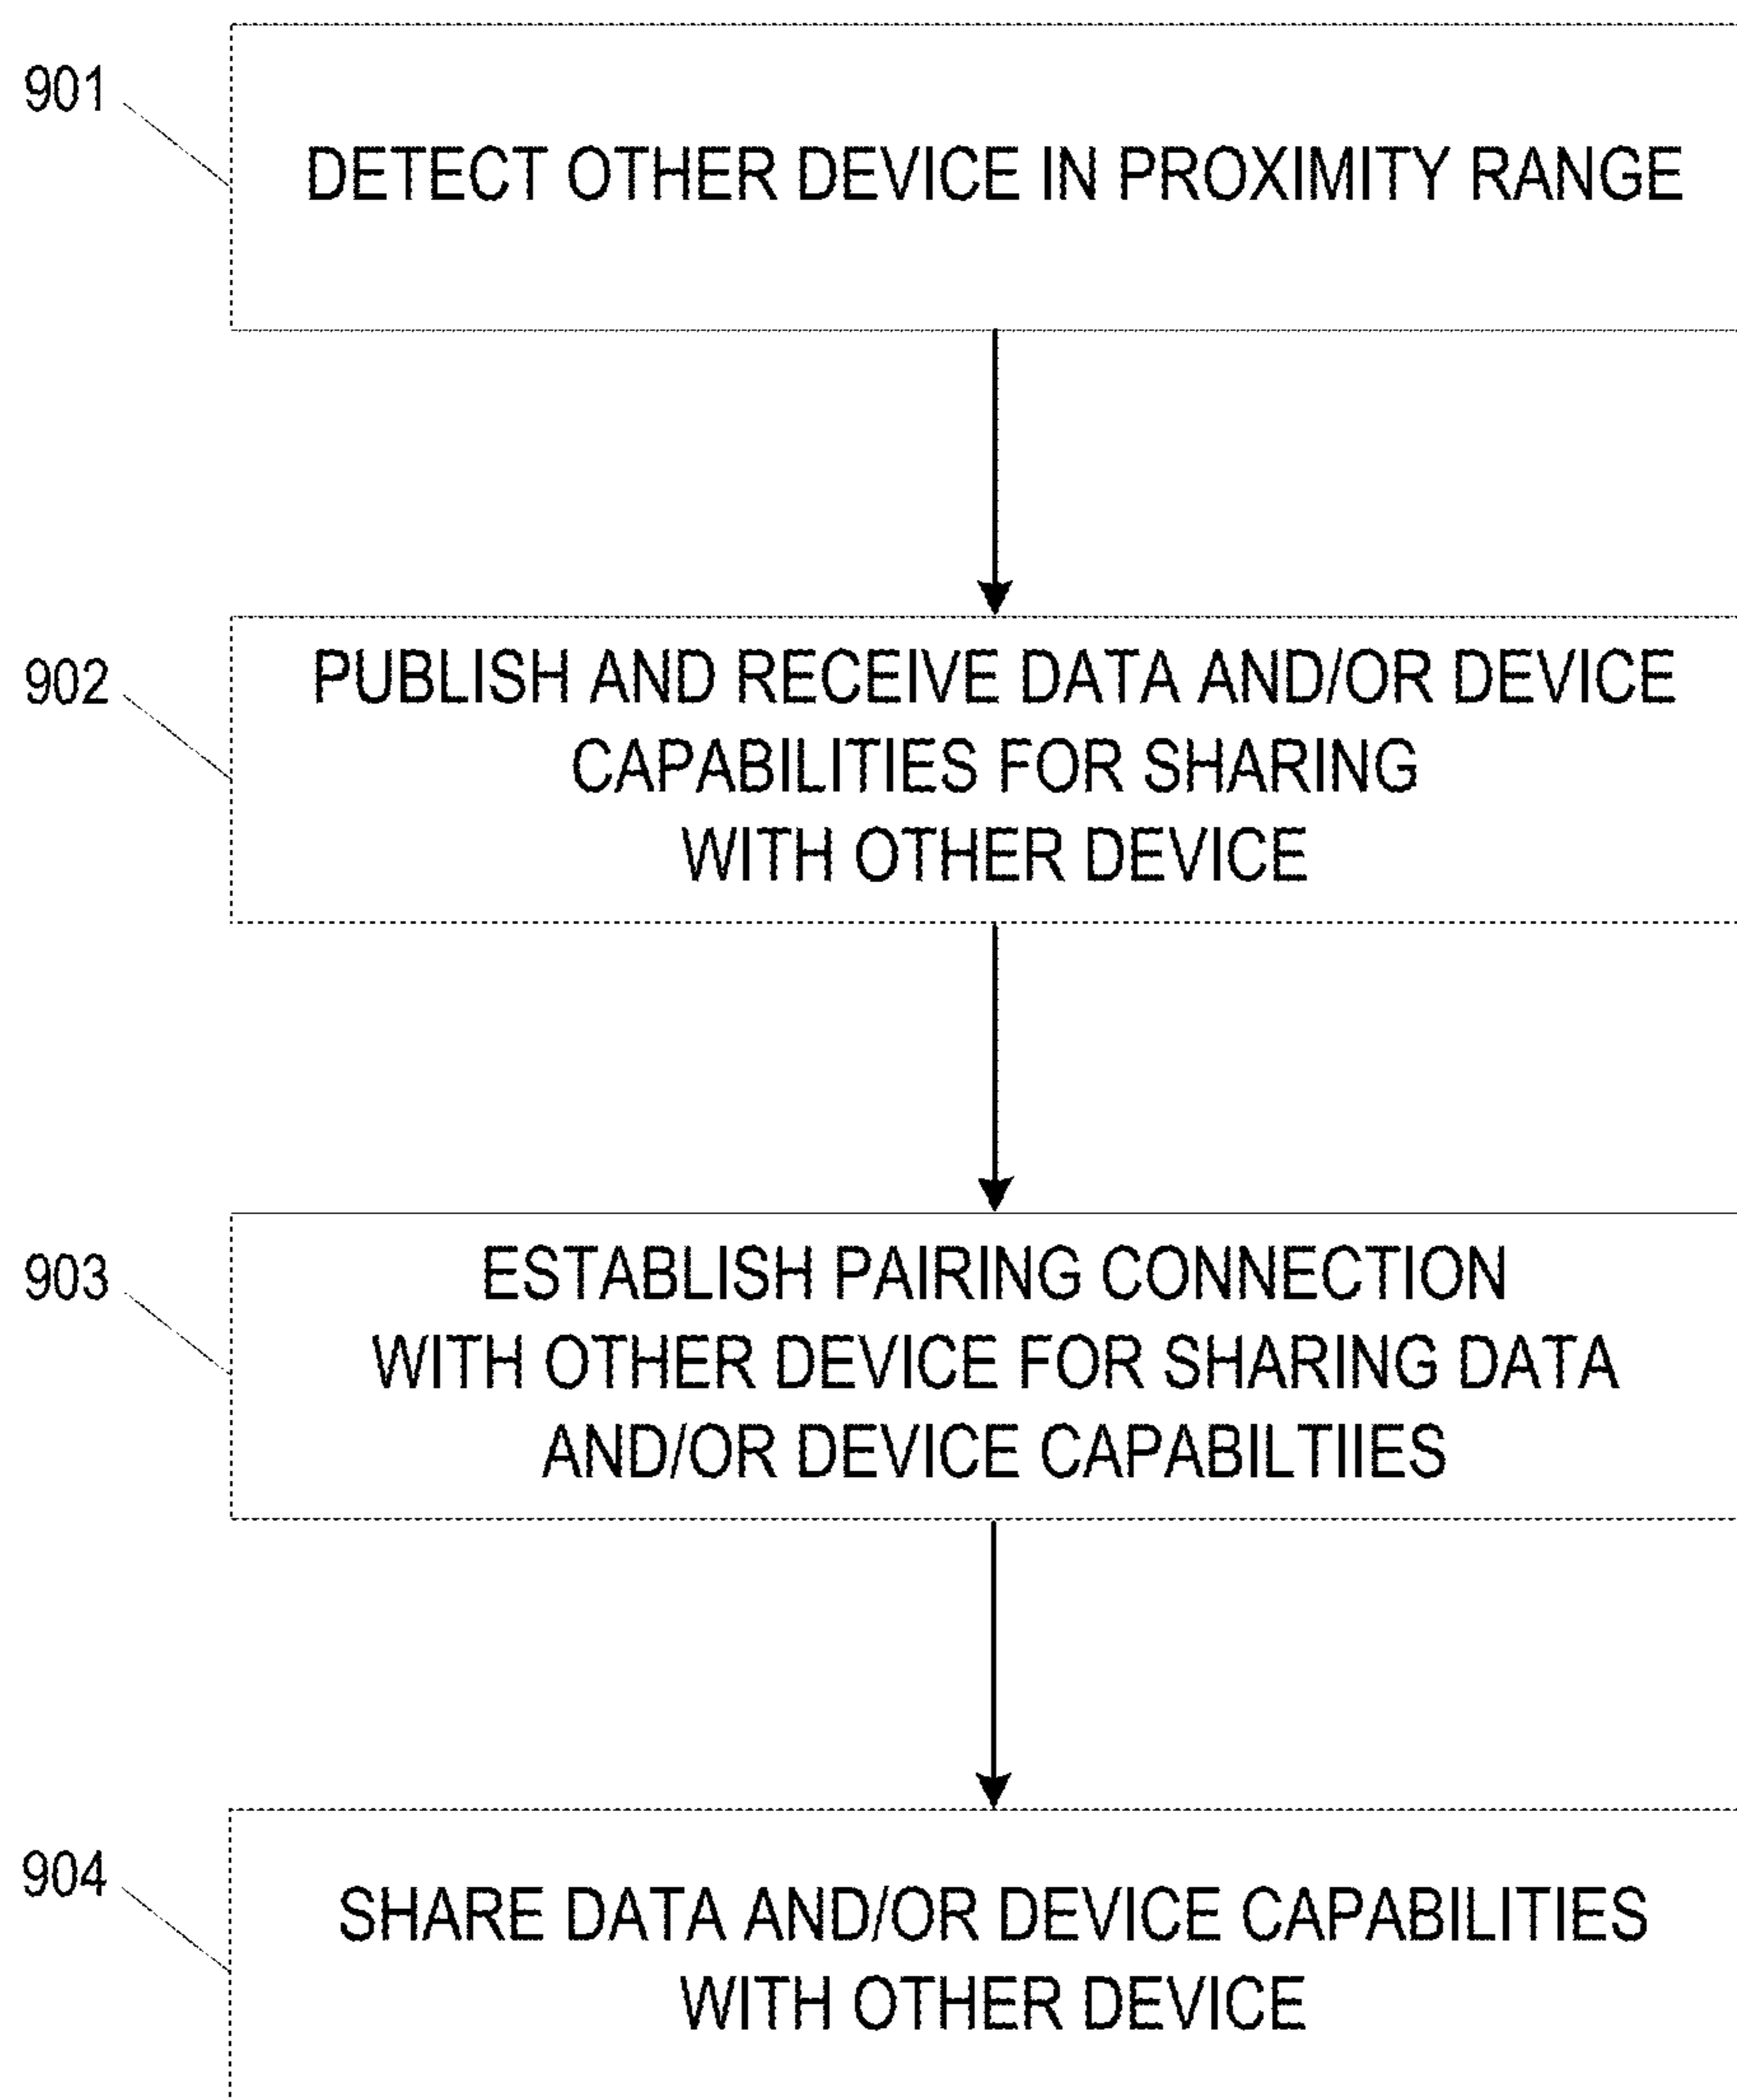 901
DETECT OTHER DEVICE IN PROXIMITY RANGE
902
PUBLISH AND RECEIVE DATA AND/OR DEVICE
CAPABILITIES FOR SHARING
WITH OTHER DEVICE
903
ESTABLISH PAIRING CONNECTION
WITH OTHER DEVICE FOR SHARING DATA
AND/OR DEVICE CAPABILTIIES
904
SHARE DATA AND/OR DEVICE CAPABILITIES
WITH OTHER DEVICE